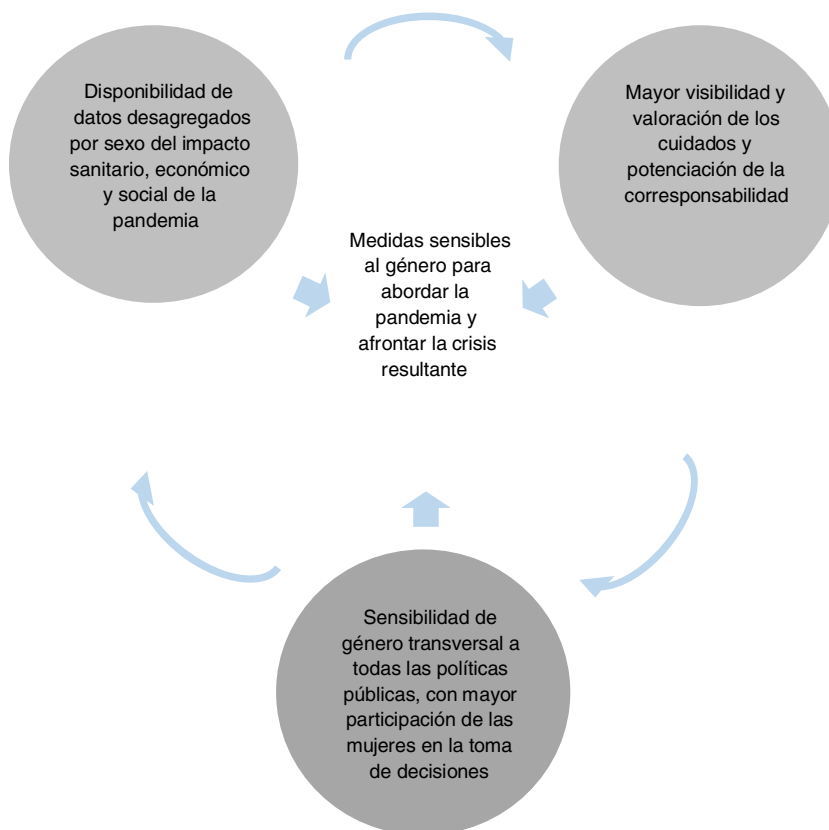 Disponibilidad de
datos desagregados
por sexo del impacto
sanitario, económico
y social de la
pandemia
Mayor visibilidad y
valoración de los
cuidados y
potenciación de la
corresponsabilidad
Medidas sensibles
al género para
abordar la
pandemia y
afrontar la crisis
resultante
Sensibilidad de
género transversal a
todas las políticas
públicas, con mayor
participación de las
mujeres en la toma
de decisiones